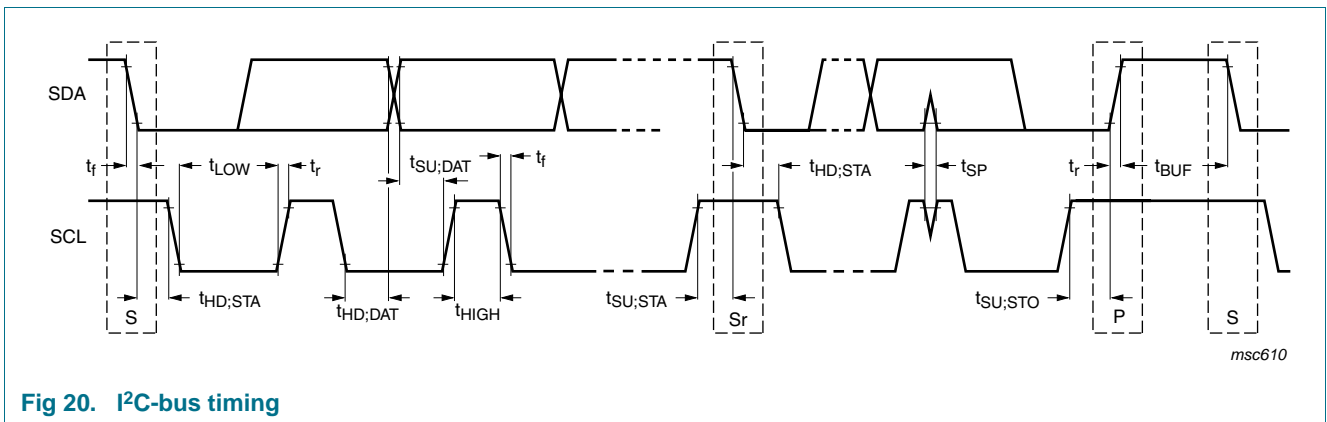 SDA
t_f
t_LOW
t_r
t_SU;DAT
t_f
t_HD;STA
t_SP
t_r
t_BUF
SCL
t_HD;STA
t_HD;DAT
t_HIGH
t_SU;STA
t_SU;STO
S
Sr
P
S
msc610
Fig 20. I²C-bus timing